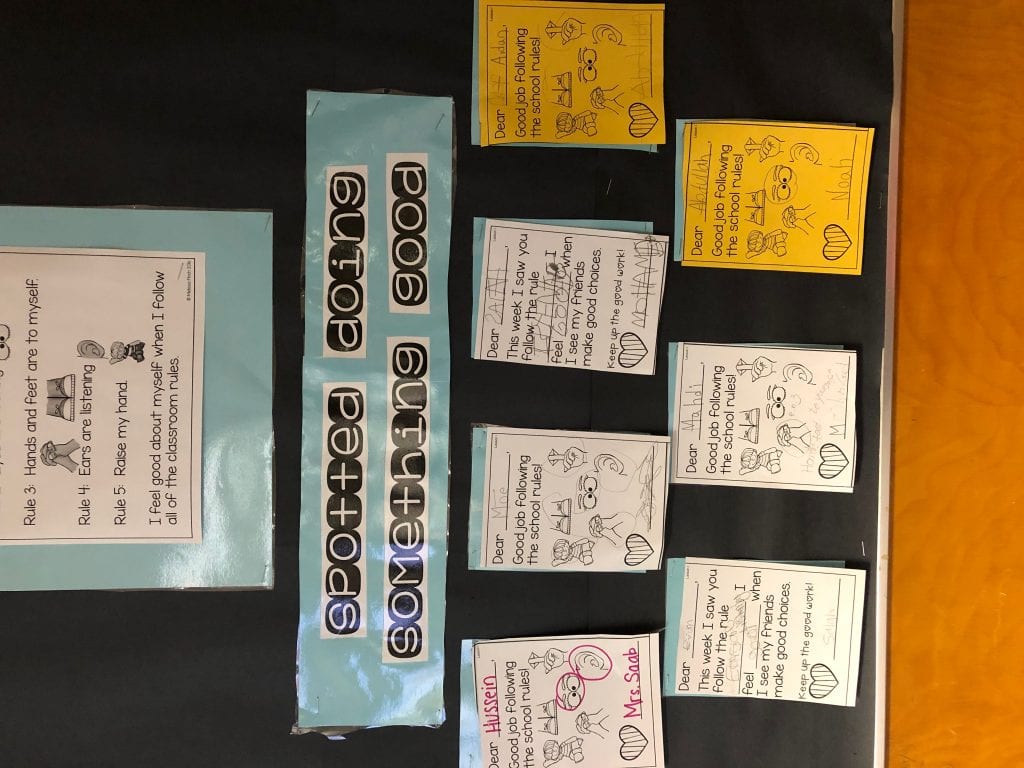 Rule 3: Hands and feet are to myself.
Rule 4: Ears are listening
Rule 5: Raise my hand.
I feel good about myself when I follow
all of the classroom rules.
spotted doing
something good
Dear Hussein,
Good job following
the school rules!
Mrs. Saab
Dear Moe,
Good job following
the school rules!
Dear
This week I saw you
follow the rule
I
feel good when
I see my friends
make good choices.
Keep up the good work!
Dear Aden,
Good job following
the school rules!
Dear
This week I saw you
follow the rule
I
feel when
I see my friends
make good choices.
Keep up the good work!
Dear Mahdi,
Good job following
the school rules!
Dear Abdullah,
Good job following
the school rules!
Noah